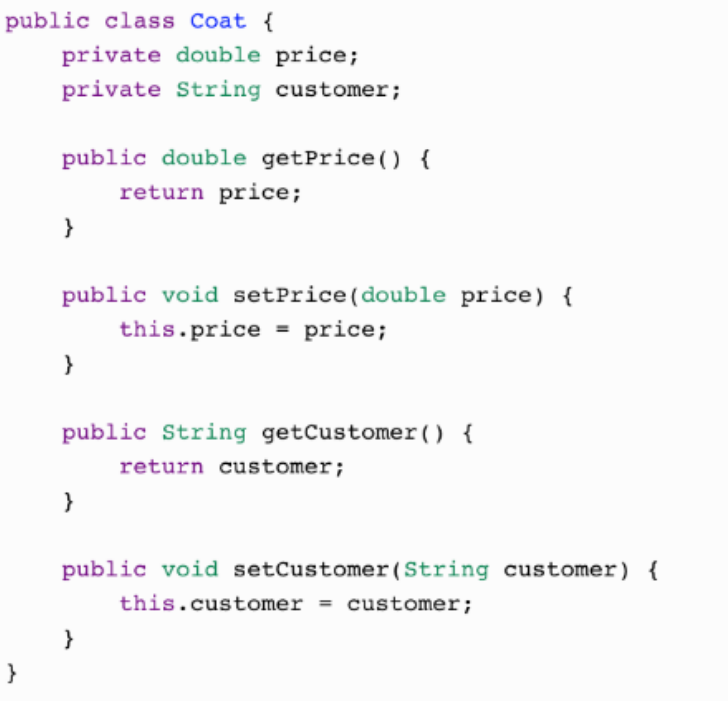 public class Coat {
    private double price;
    private String customer;

    public double getPrice() {
        return price;
    }

    public void setPrice(double price) {
        this.price = price;
    }

    public String getCustomer() {
        return customer;
    }

    public void setCustomer(String customer) {
        this.customer = customer;
    }
}